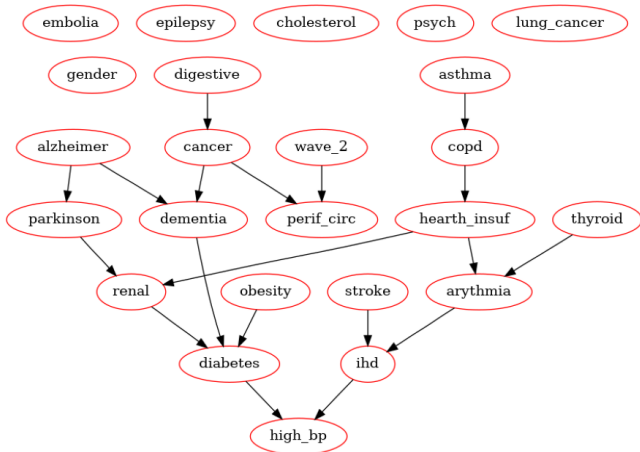 embolia epilepsy cholesterol psych lung_cancer
gender digestive asthma
alzheimer cancer wave_2 copd
parkinson dementia perif_circ hearth_insuf thyroid
renal obesity stroke arythmia
diabetes ihd
high_bp